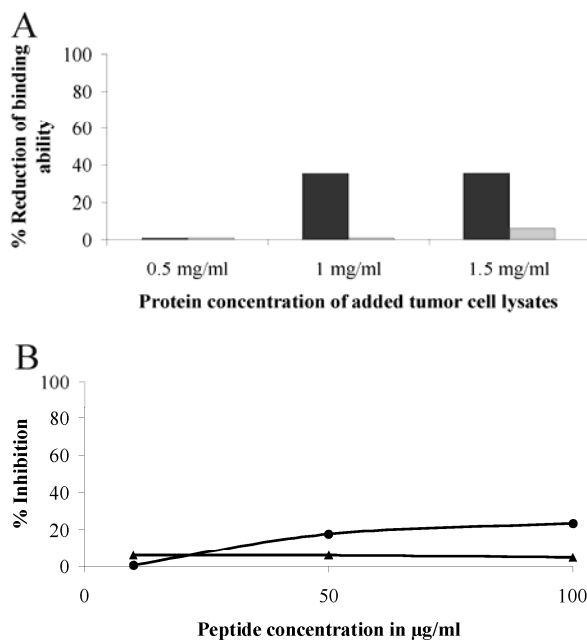 A
% Reduction of binding
ability
100
80
60
40
20
0
0.5 mg/ml 1 mg/ml 1.5 mg/ml
Protein concentration of added tumor cell lysates
B
% Inhibition
100
80
60
40
20
0
0 50 100
Peptide concentration in µg/ml